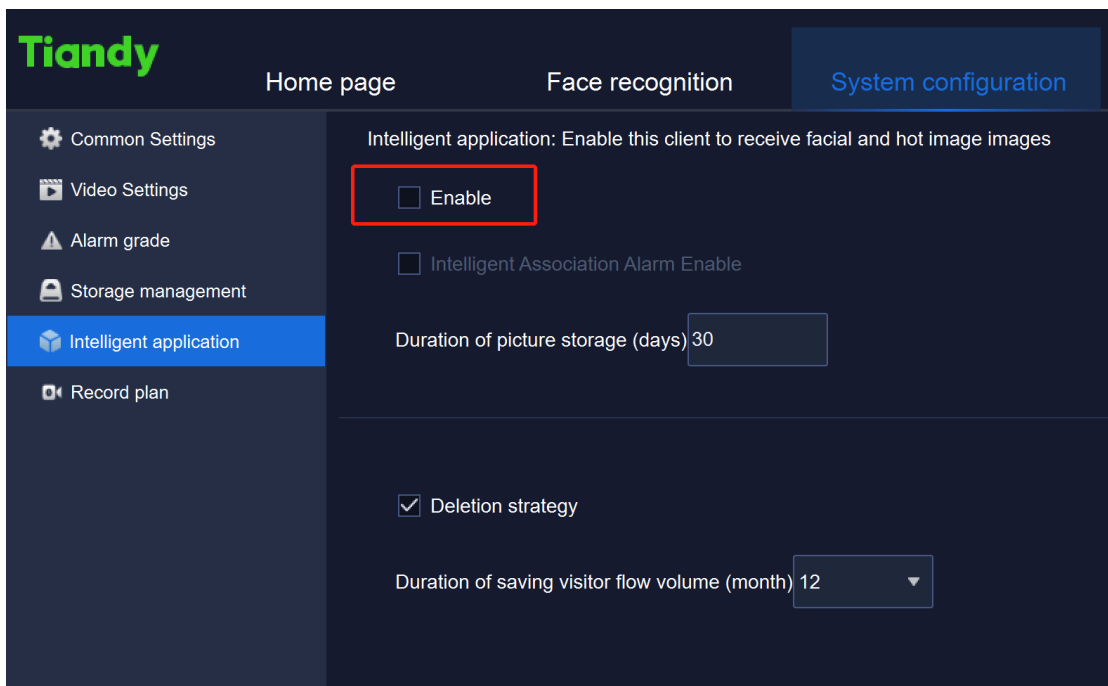 Tiandy
Home page
Face recognition
System configuration
Common Settings
Video Settings
Alarm grade
Storage management
Intelligent application
Record plan
Intelligent application: Enable this client to receive facial and hot image images
Enable
Intelligent Association Alarm Enable
Duration of picture storage (days) 30
Deletion strategy
Duration of saving visitor flow volume (month) 12